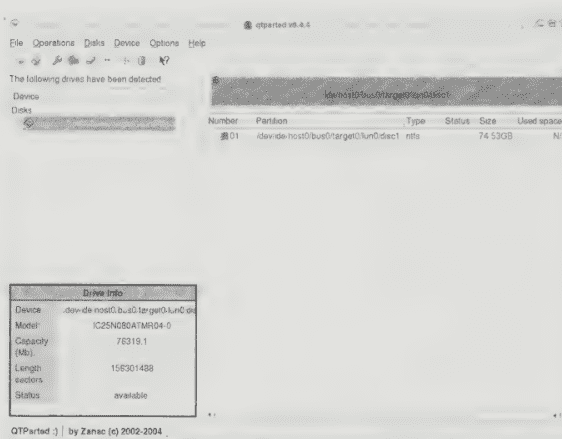 qtparted v0.4.4
File Operations Disks Device Options Help
The following drives have been detected
Device
Disks
/ide/host0/bus0/target0/lun0/disc1
Number Partition Type Status Size Used space
01 /dev/ide/host0/bus0/target0/lun0/disc1 ntfs 74.53GB N/
Drive Info
Device /dev/ide/host0/bus0/target0/lun0/disc
Model: IC25N080ATMR04-0
Capacity (Mb): 76319.1
Length sectors: 156301488
Status available
QTParted :) by Zanac (c) 2002-2004